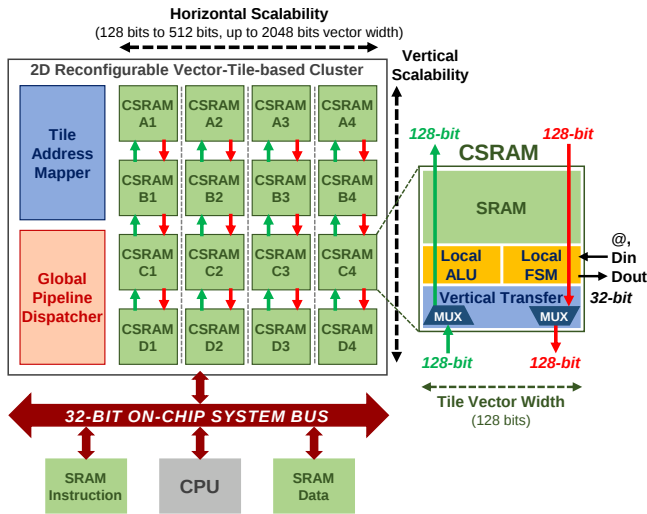 Horizontal Scalability
(128 bits to 512 bits, up to 2048 bits vector width)
2D Reconfigurable Vector-Tile-based Cluster
Vertical
Scalability
Tile
Address
Mapper
Global
Pipeline
Dispatcher
CSRAM
A1
CSRAM
A2
CSRAM
A3
CSRAM
A4
CSRAM
B1
CSRAM
B2
CSRAM
B3
CSRAM
B4
CSRAM
C1
CSRAM
C2
CSRAM
C3
CSRAM
C4
CSRAM
D1
CSRAM
D2
CSRAM
D3
CSRAM
D4
128-bit
128-bit
CSRAM
SRAM
Local
ALU
Local
FSM
@,
Din
Dout
32-bit
Vertical Transfer
MUX
MUX
128-bit
128-bit
Tile Vector Width
(128 bits)
32-BIT ON-CHIP SYSTEM BUS
SRAM
Instruction
CPU
SRAM
Data